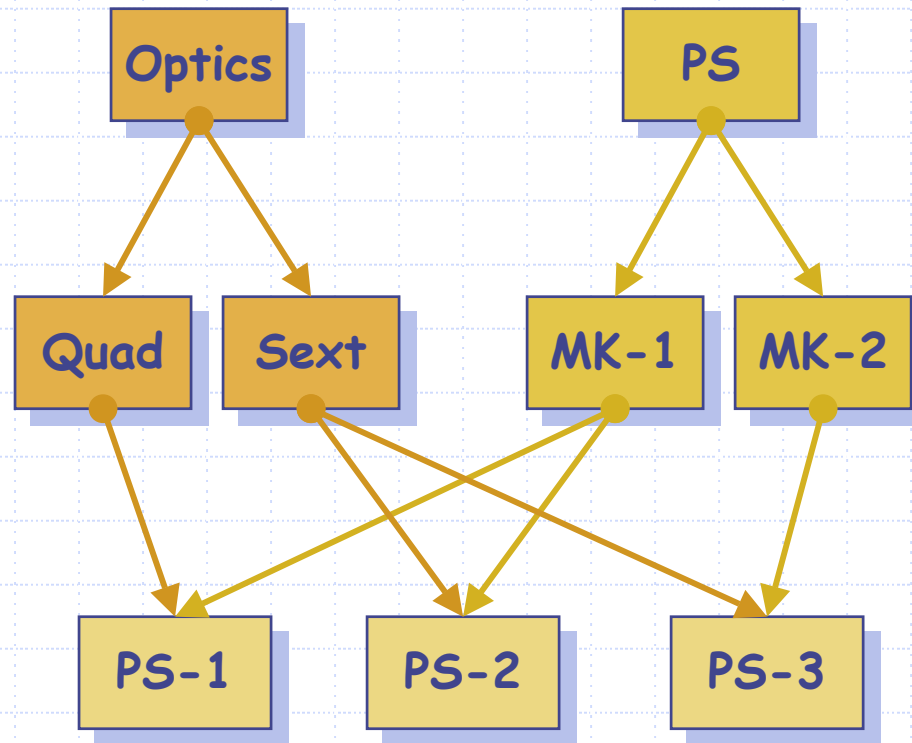 Optics
PS
Quad
Sext
MK-1
MK-2
PS-1
PS-2
PS-3